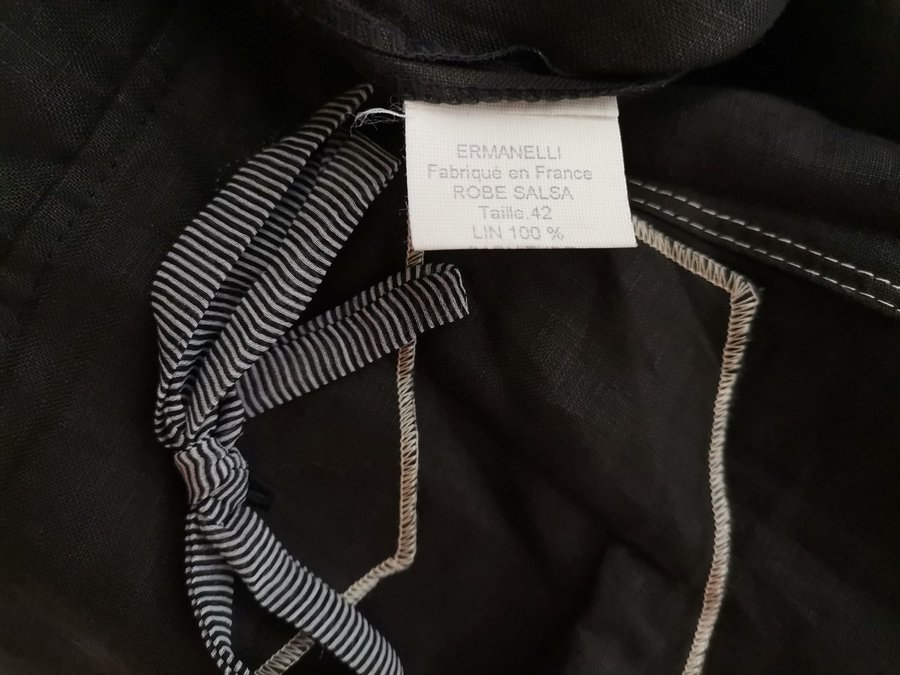 ERMANELLI
Fabriqué en France
ROBE SALSA
Taille.42
LIN 100 %